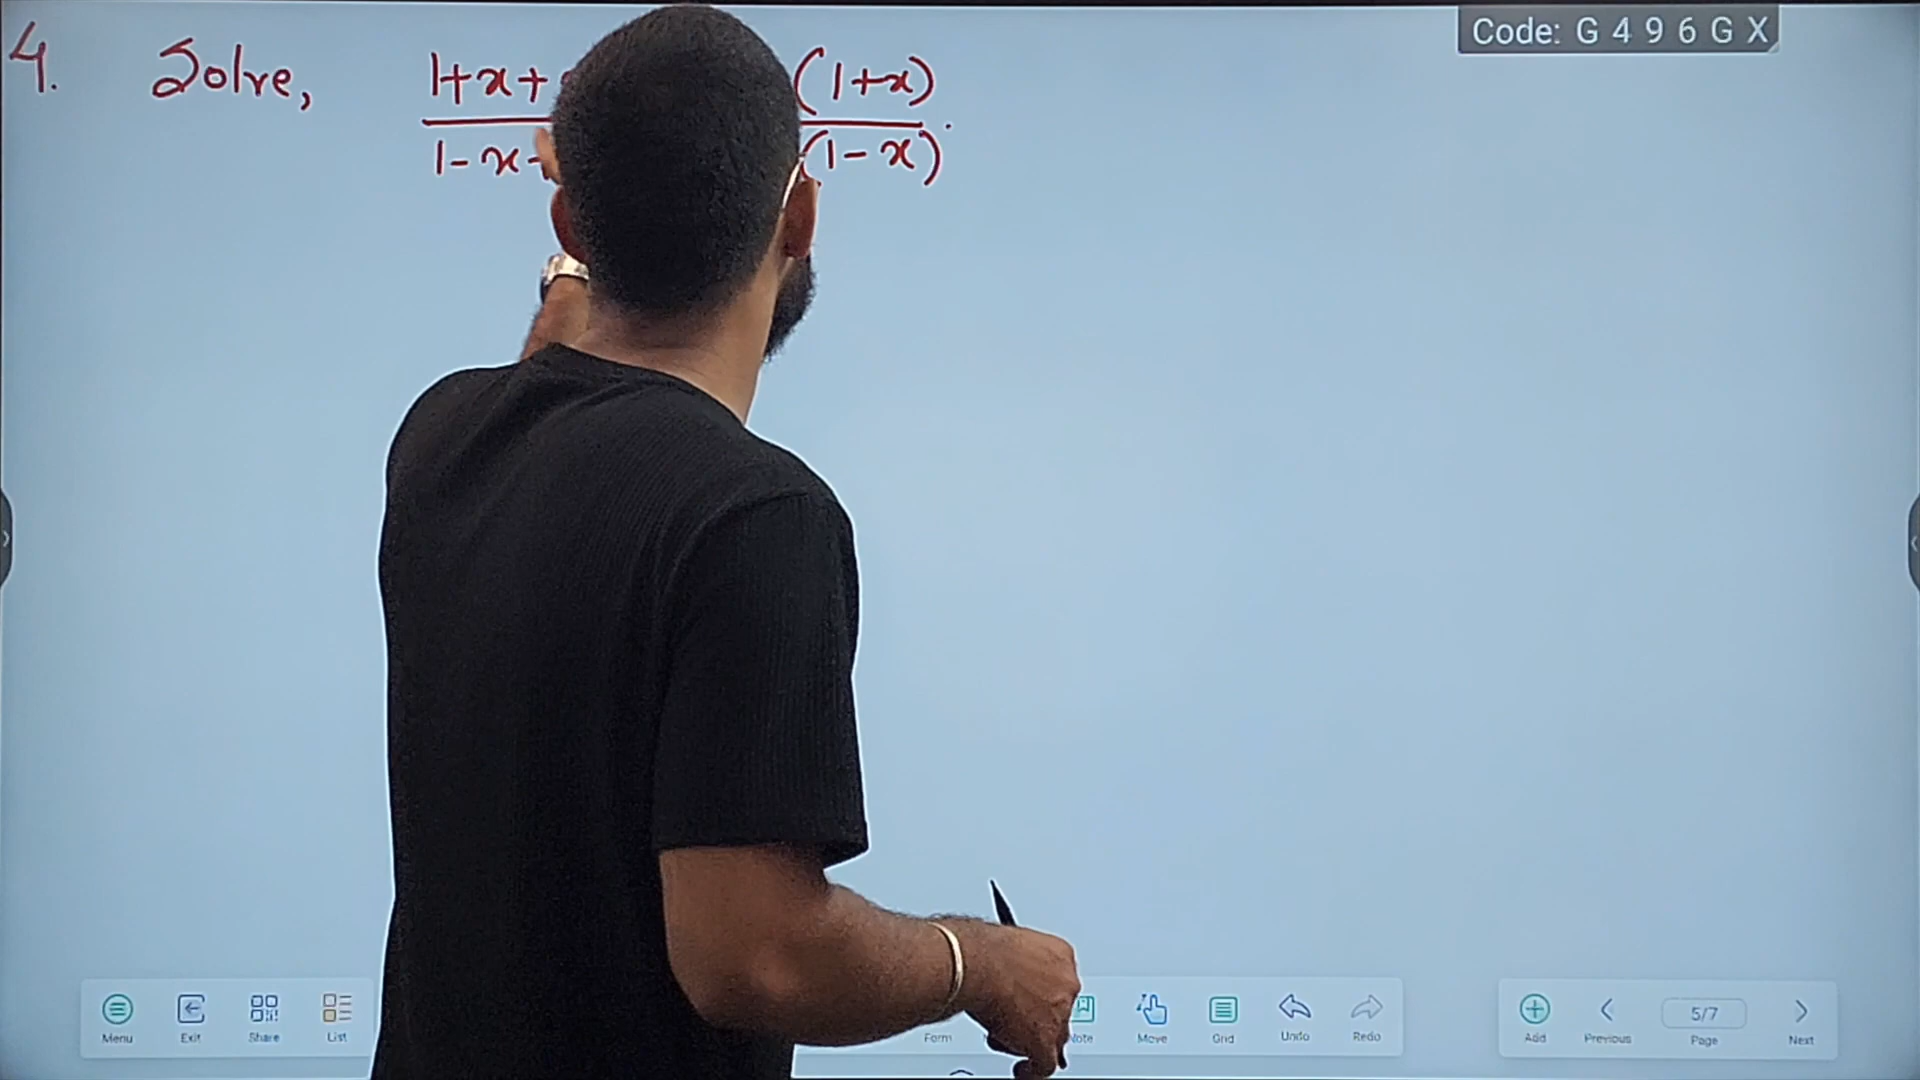 Code: G 4 9 6 G X
4. Solve, 1+x+ (1+x)
1-x- (1-x).
Menu Exit Share List Form Note Move Grid Undo Redo Add Previous 5/7 Page Next